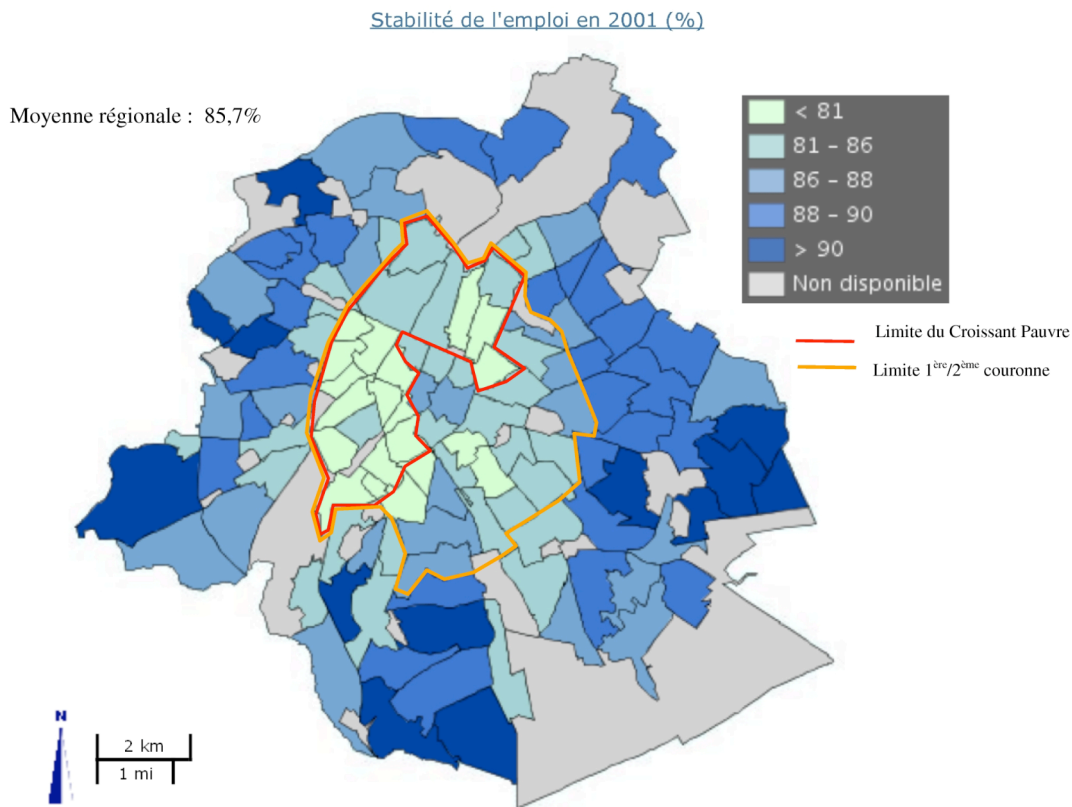 Stabilité de l'emploi en 2001 (%)
Moyenne régionale : 85,7%
< 81
81 – 86
86 – 88
88 – 90
> 90
Non disponible
Limite du Croissant Pauvre
Limite 1ère/2ème couronne
N
2 km
1 mi